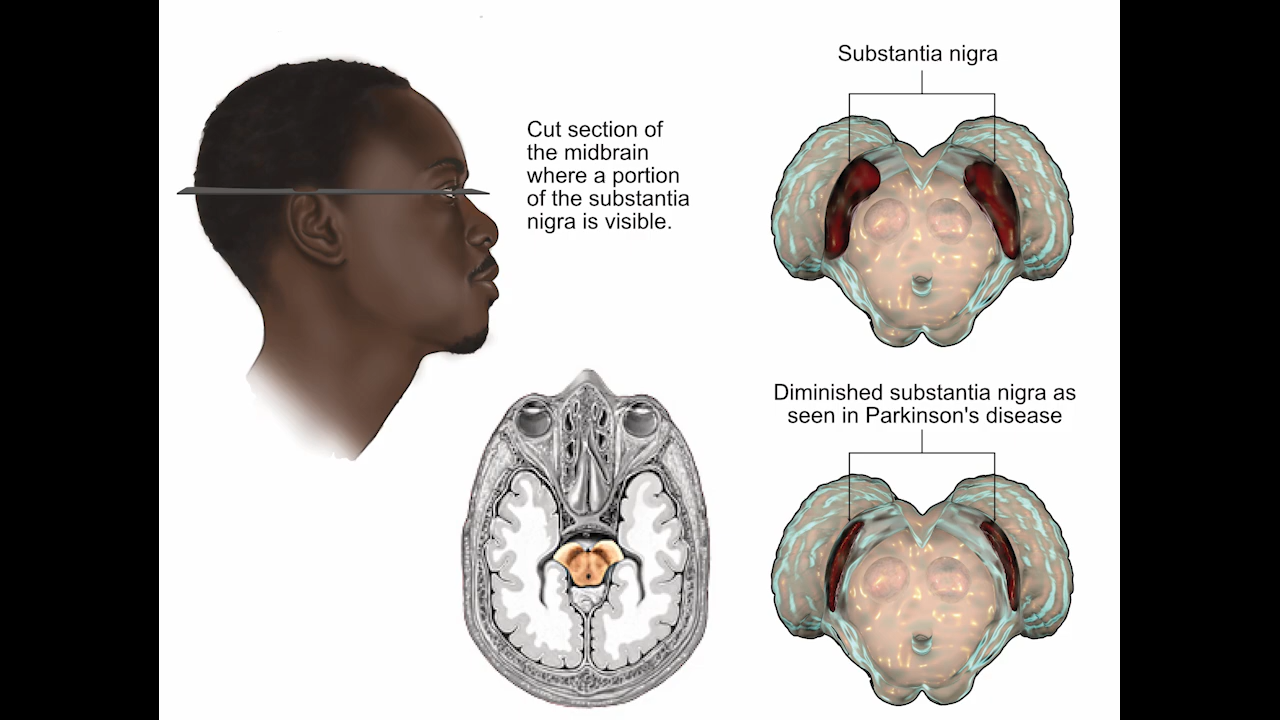 Cut section of
the midbrain
where a portion
of the substantia
nigra is visible.
Substantia nigra
Diminished substantia nigra as
seen in Parkinson's disease